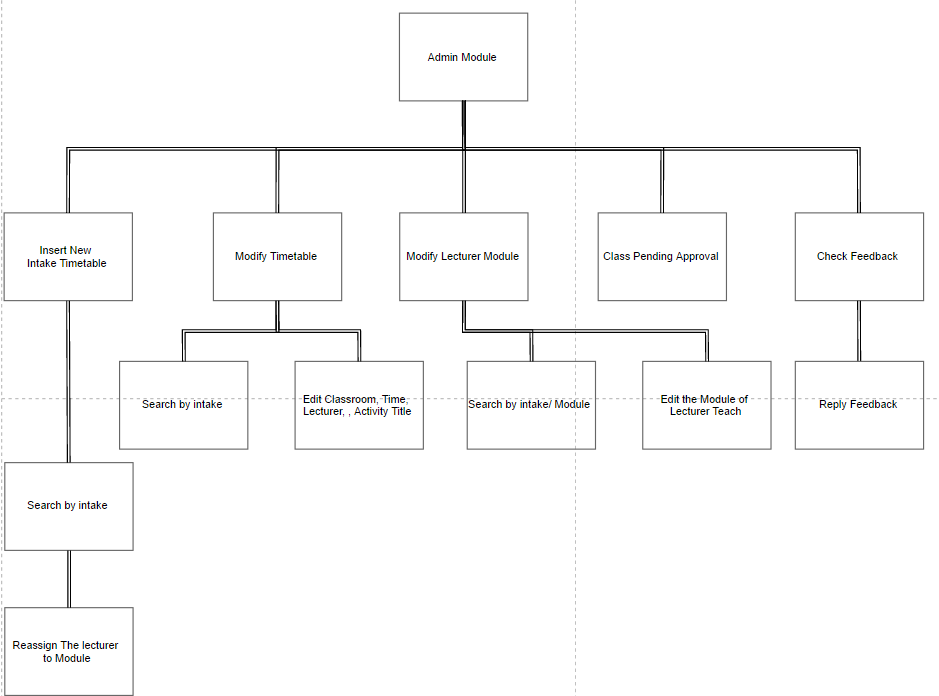 Admin Module
Insert New
Intake Timetable
Modify Timetable
Modify Lecturer Module
Class Pending Approval
Check Feedback
Search by intake
Edit Classroom, Time,
Lecturer, , Activity Title
Search by intake/ Module
Edit the Module of
Lecturer Teach
Reply Feedback
Search by intake
Reassign The lecturer
to Module